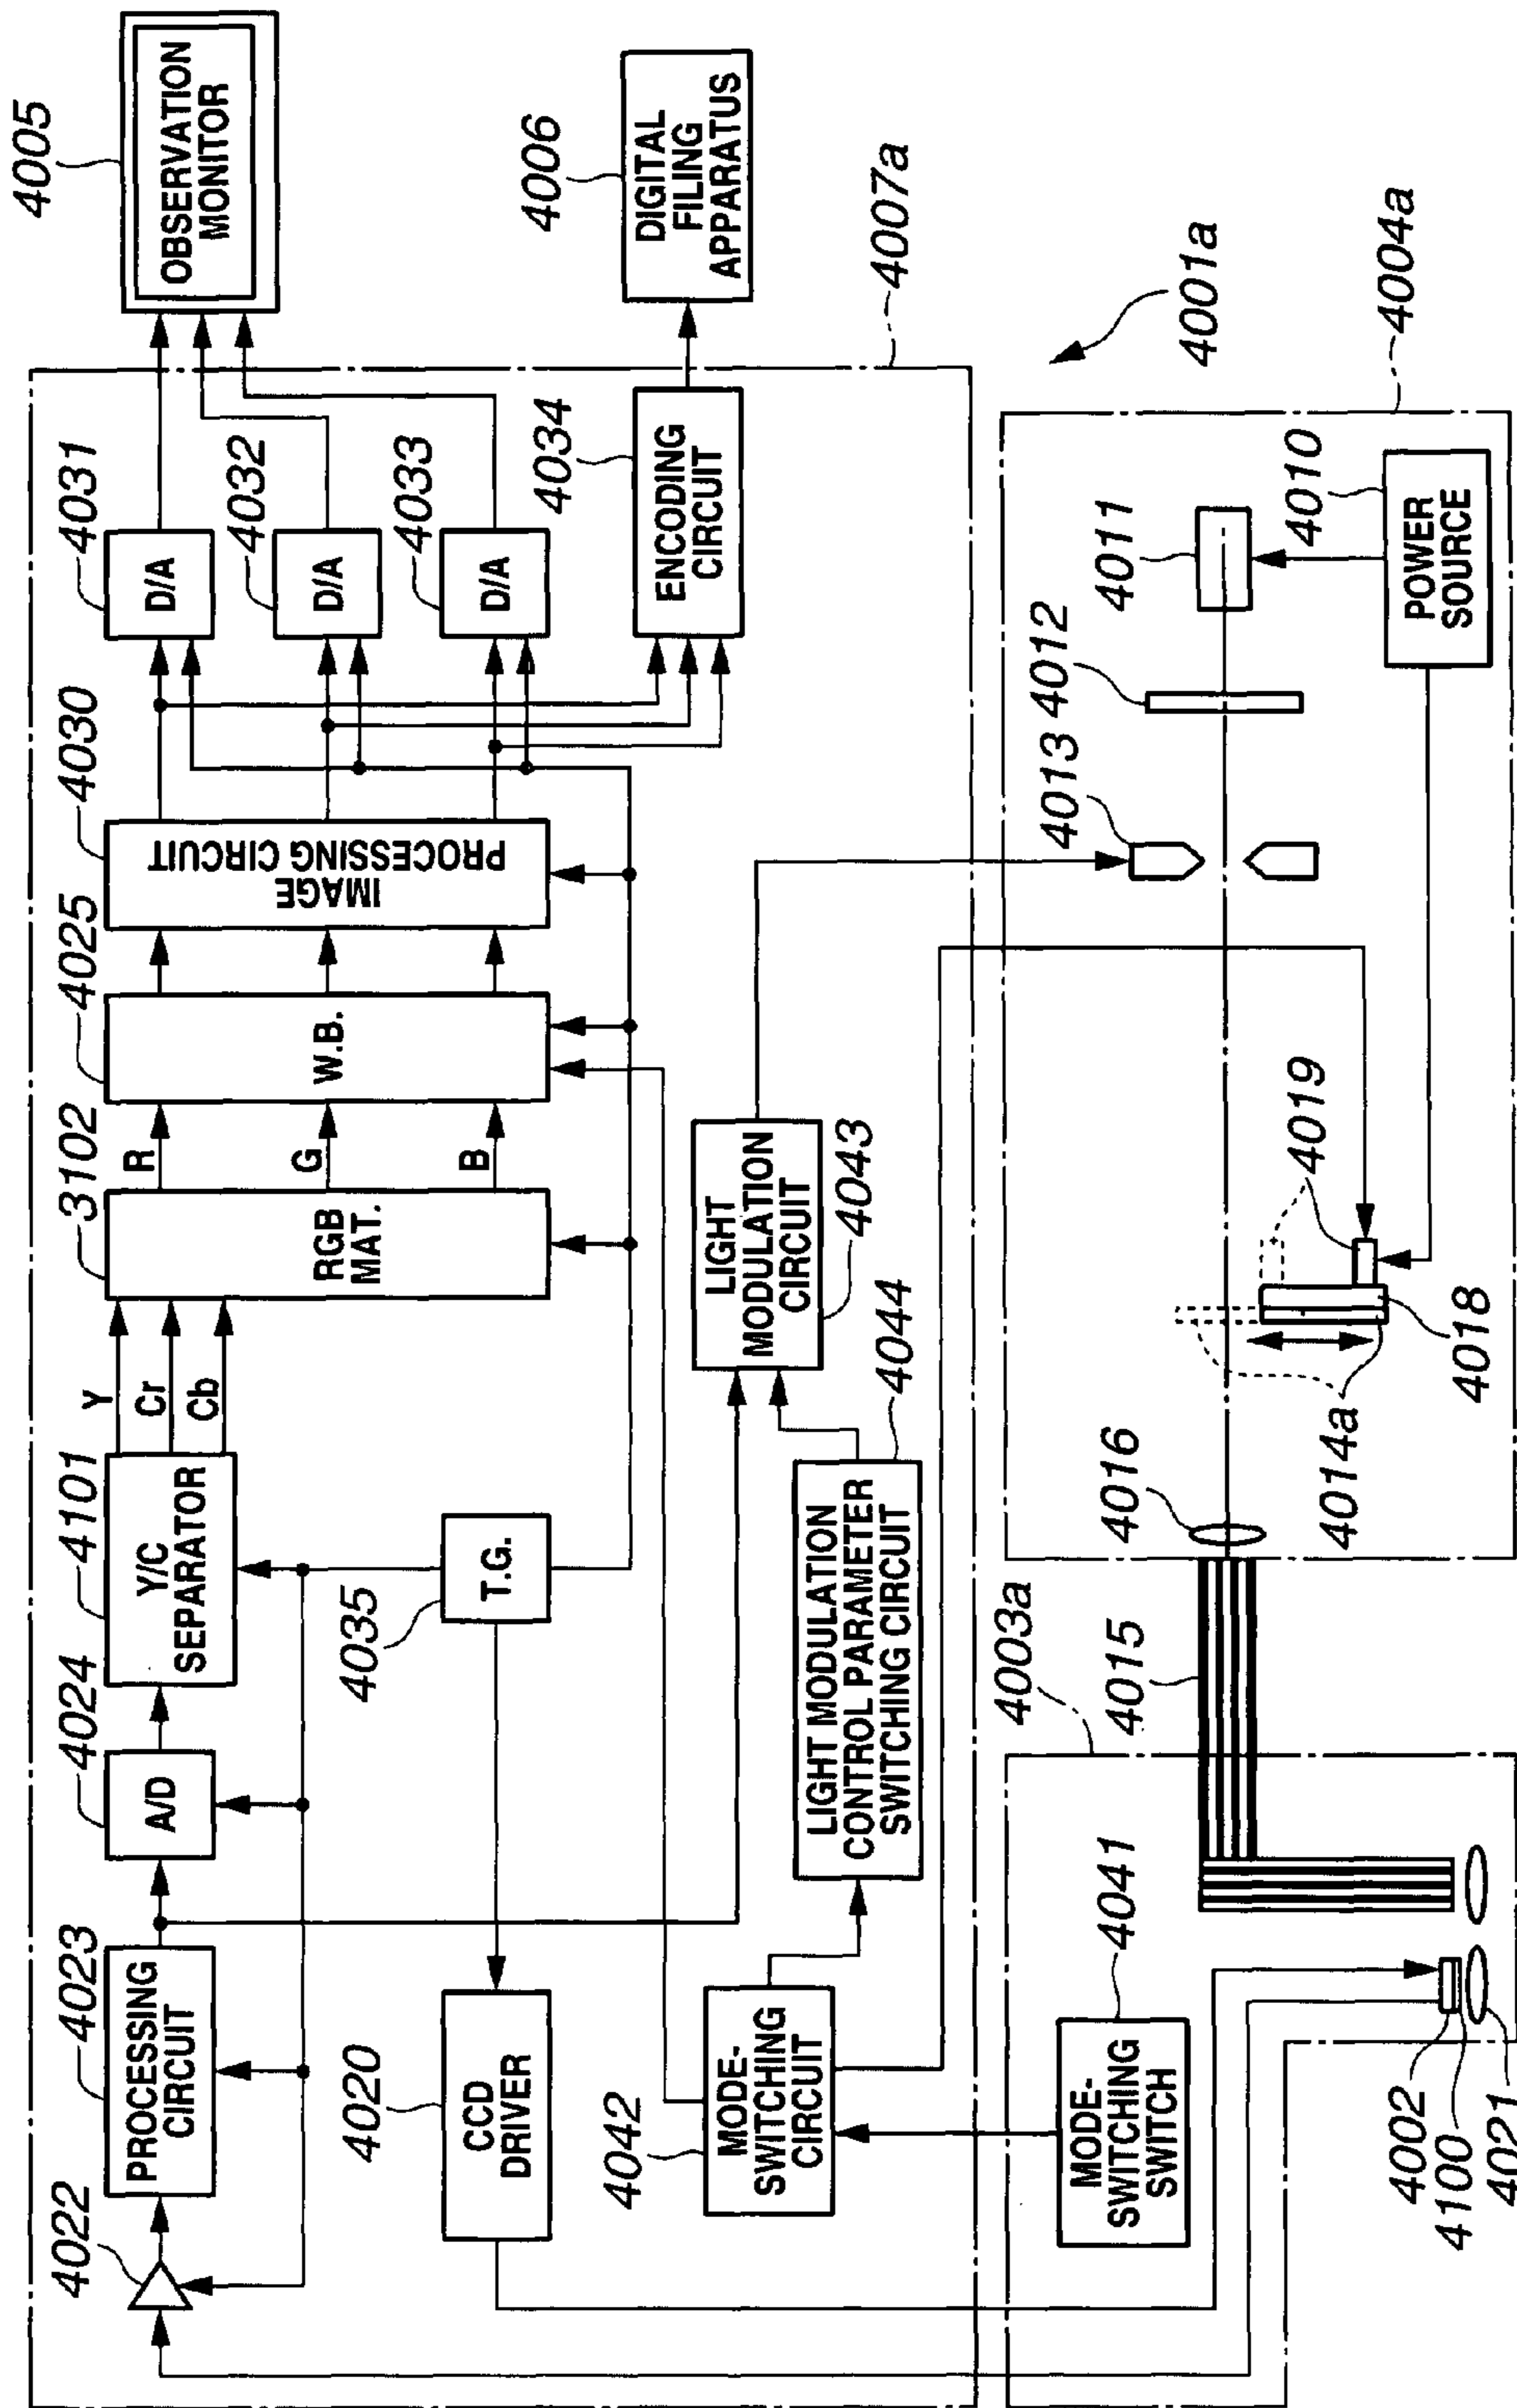 4005
OBSERVATION
MONITOR
4006
DIGITAL
FILING
APPARATUS
4007a
4022
4023
PROCESSING
CIRCUIT
4024
A/D
4101
Y/C
SEPARATOR
Y
Cr
Cb
3102
RGB
MAT.
R
G
B
4025
W.B.
4030
IMAGE
PROCESSING CIRCUIT
4031
D/A
4032
D/A
4033
D/A
4034
ENCODING
CIRCUIT
4035
T.G.
4020
CCD
DRIVER
4042
MODE-
SWITCHING
CIRCUIT
LIGHT MODULATION
CONTROL PARAMETER
SWITCHING CIRCUIT
4044
LIGHT
MODULATION
CIRCUIT
4043
4001a
4003a
4041
MODE-
SWITCHING
SWITCH
4002
4100
4021
4015
4004a
4016
4014a
4018
4019
4013
4012
4011
4010
POWER
SOURCE